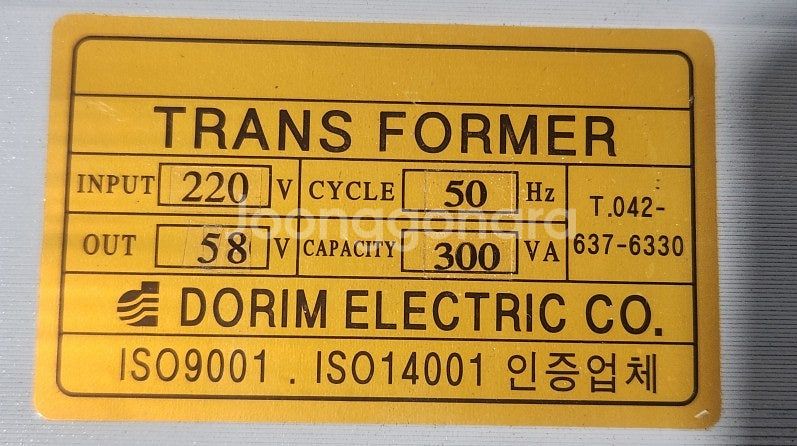 TRANS FORMER
INPUT 220 V CYCLE 50 Hz T.042-
OUT 58 V CAPACITY 300 VA 637-6330
Joonggonara
DORIM ELECTRIC CO.
ISO9001 . ISO14001 인증업체